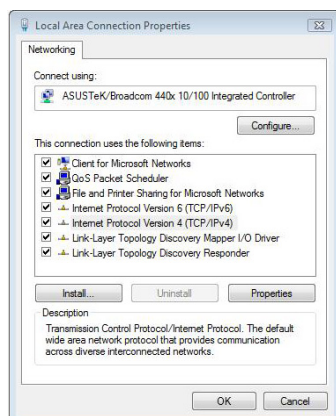 Local Area Connection Properties
Networking
Connect using:
ASUSTeK/Broadcom 440x 10/100 Integrated Controller
Configure...
This connection uses the following items:
Client for Microsoft Networks
QoS Packet Scheduler
File and Printer Sharing for Microsoft Networks
Internet Protocol Version 6 (TCP/IPv6)
Internet Protocol Version 4 (TCP/IPv4)
Link-Layer Topology Discovery Mapper I/O Driver
Link-Layer Topology Discovery Responder
Install... Uninstall Properties
Description
Transmission Control Protocol/Internet Protocol. The default
wide area network protocol that provides communication
across diverse interconnected networks.
OK Cancel